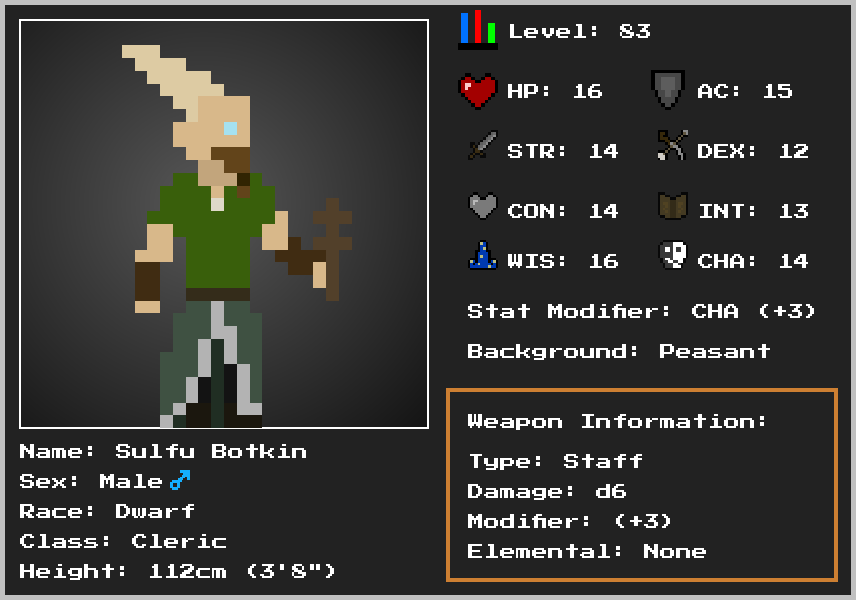 Level: 83
HP: 16 AC: 15
STR: 14 DEX: 12
CON: 14 INT: 13
WIS: 16 CHA: 14
Stat Modifier: CHA (+3)
Background: Peasant
Weapon Information:
Type: Staff
Damage: d6
Modifier: (+3)
Elemental: None
Name: Sulfu Botkin
Sex: Male♂
Race: Dwarf
Class: Cleric
Height: 112cm (3'8")